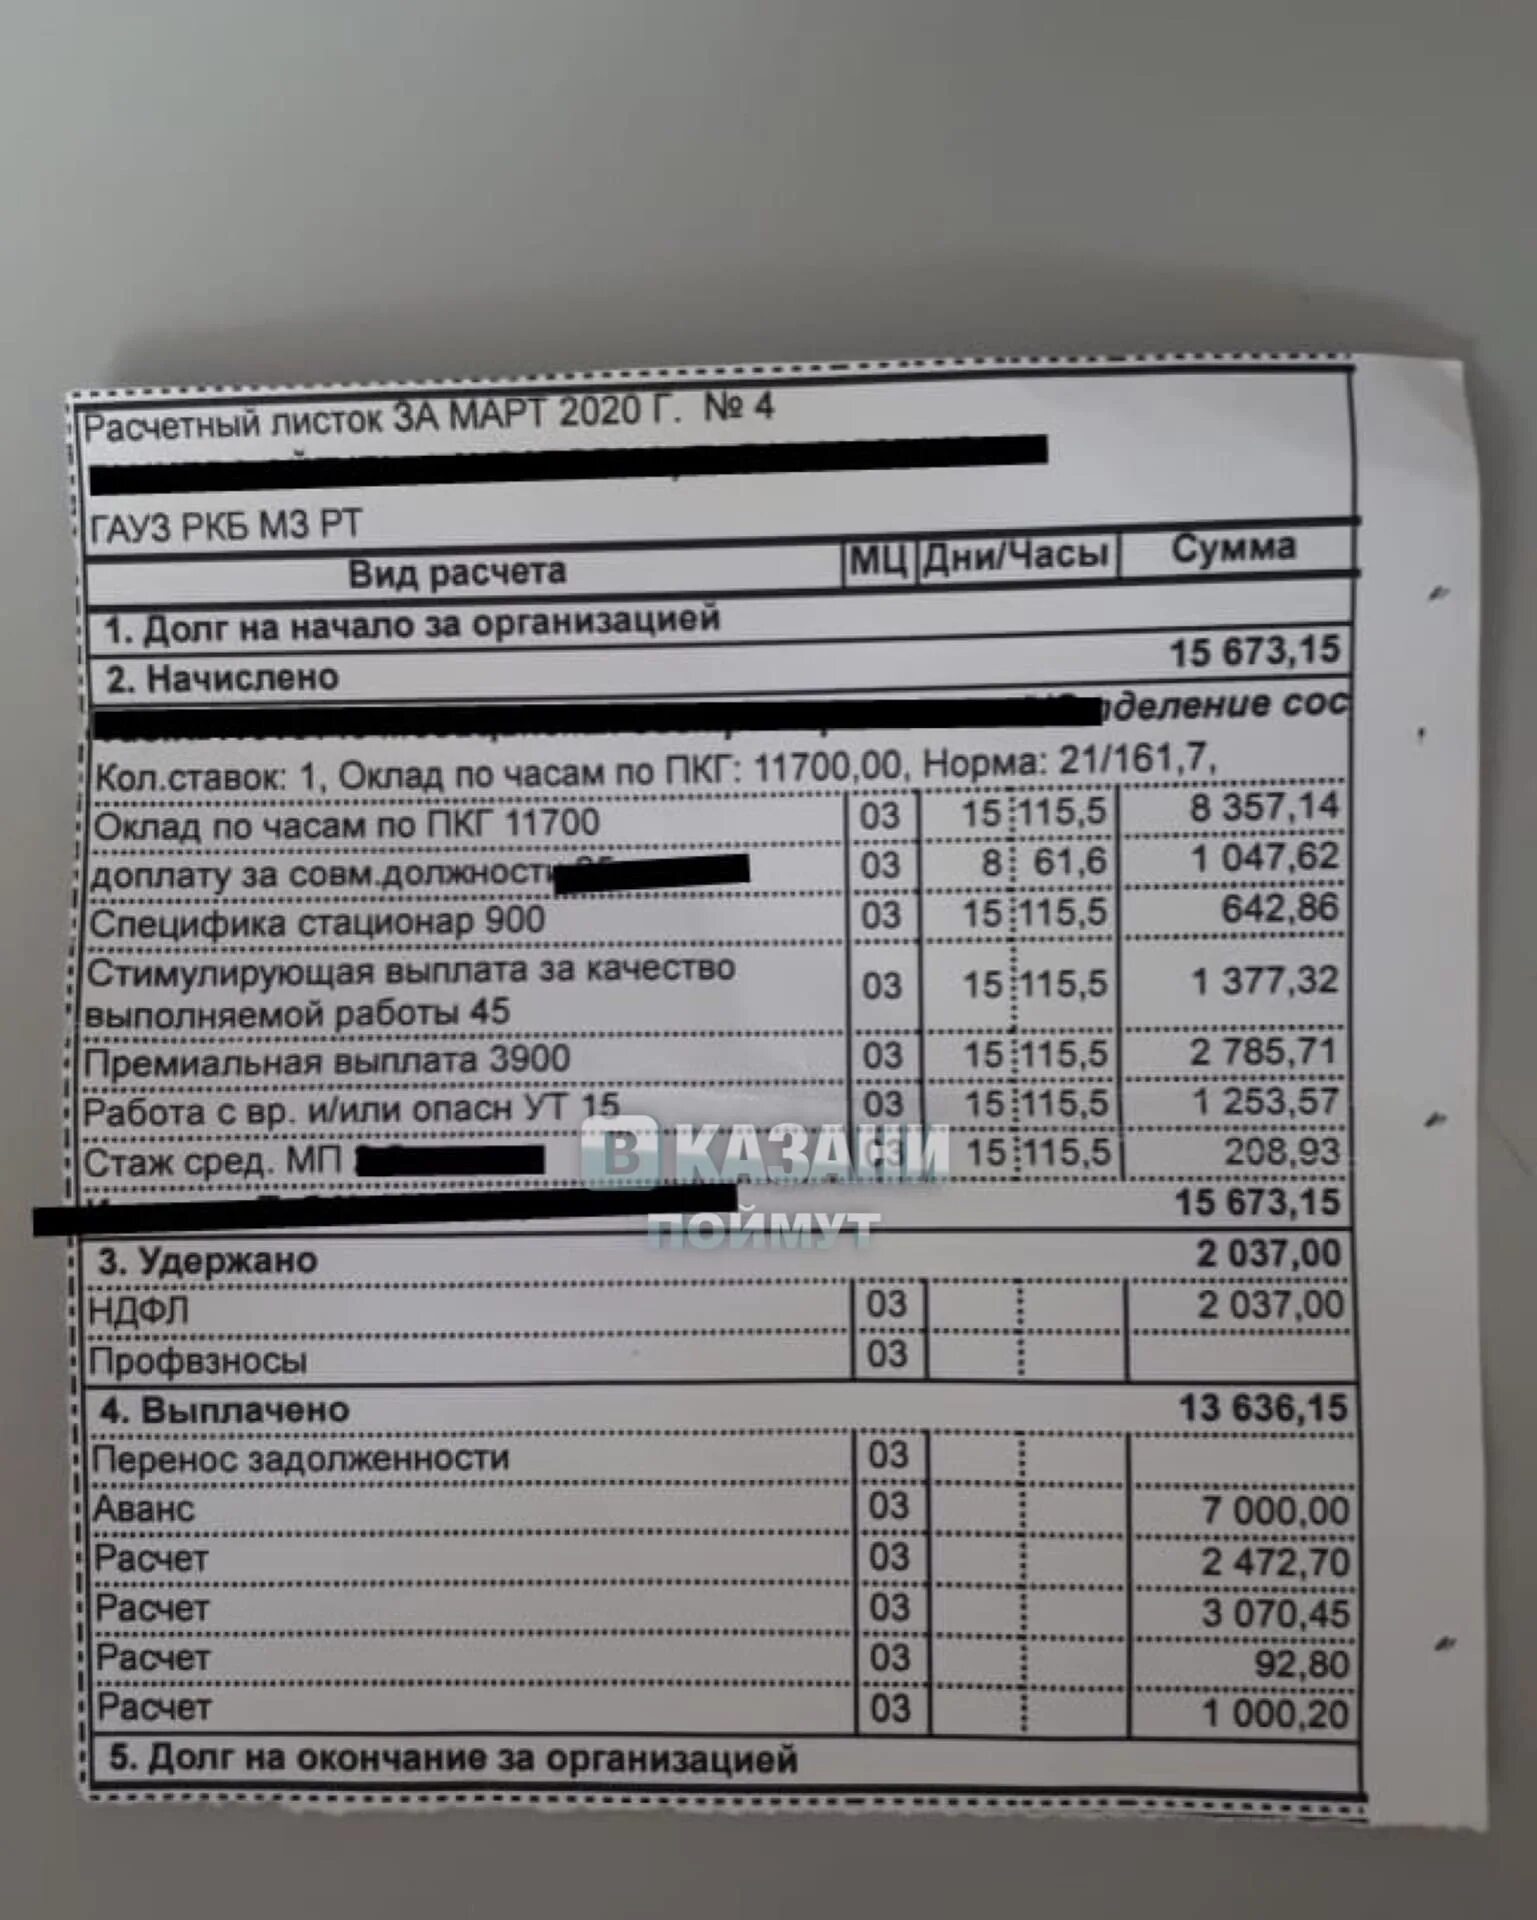 Расчетный листок ЗА МАРТ 2020 Г. № 4
ГАУЗ РКБ МЗ РТ
Вид расчета МЦ Дни/Часы Сумма
1. Долг на начало за организацией
2. Начислено 15 673,15
деление сос
Кол.ставок: 1, Оклад по часам по ПКГ: 11700,00, Норма: 21/161,7,
Оклад по часам по ПКГ 11700 03 15 115,5 8 357,14
доплату за совм.должност 03 8 61,6 1 047,62
Специфика стационар 900 03 15 115,5 642,86
Стимулирующая выплата за качество
выполняемой работы 45 03 15 115,5 1 377,32
Премиальная выплата 3900 03 15 115,5 2 785,71
Работа с вр. и/или опасн УТ 15 03 15 115,5 1 253,57
Стаж сред. МП 03 15 115,5 208,93
В КАЗАНИ
ПОЙМУТ
15 673,15
3. Удержано 2 037,00
НДФЛ 03 2 037,00
Профвзносы 03
4. Выплачено 13 636,15
Перенос задолженности 03
Аванс 03 7 000,00
Расчет 03 2 472,70
Расчет 03 3 070,45
Расчет 03 92,80
Расчет 03 1 000,20
5. Долг на окончание за организацией